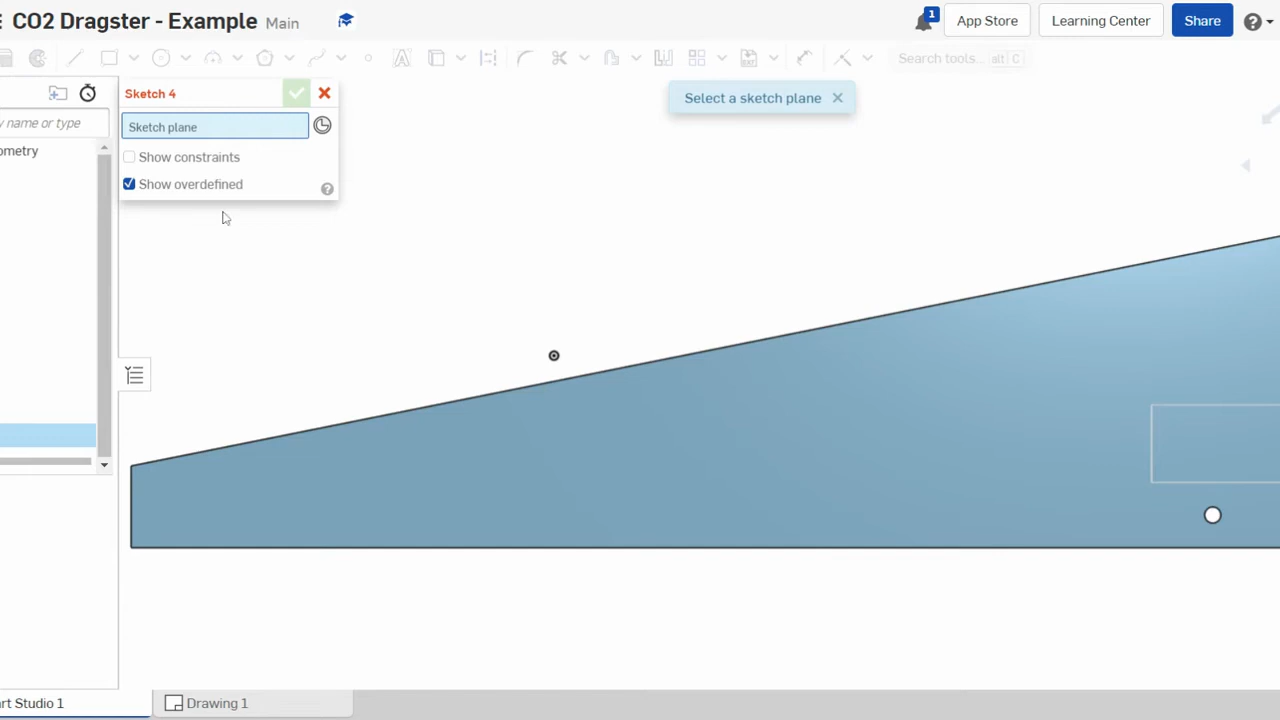 CO2 Dragster - Example Main
1
App Store
Learning Center
Share
Search tools... alt C
Sketch 4
Select a sketch plane
y name or type
Sketch plane
ometry
Show constraints
Show overdefined
rt Studio 1
Drawing 1